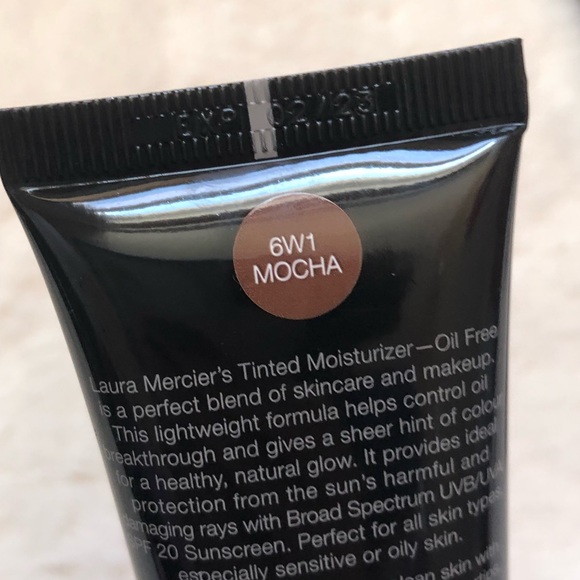 EXP 02/23
6W1
MOCHA
Laura Mercier's Tinted Moisturizer—Oil Free
is a perfect blend of skincare and makeup.
This lightweight formula helps control oil
breakthrough and gives a sheer hint of colou
for a healthy, natural glow. It provides ideal
protection from the sun's harmful and
damaging rays with Broad Spectrum UVB/UVA
SPF 20 Sunscreen. Perfect for all skin types,
especially sensitive or oily skin.
skin with